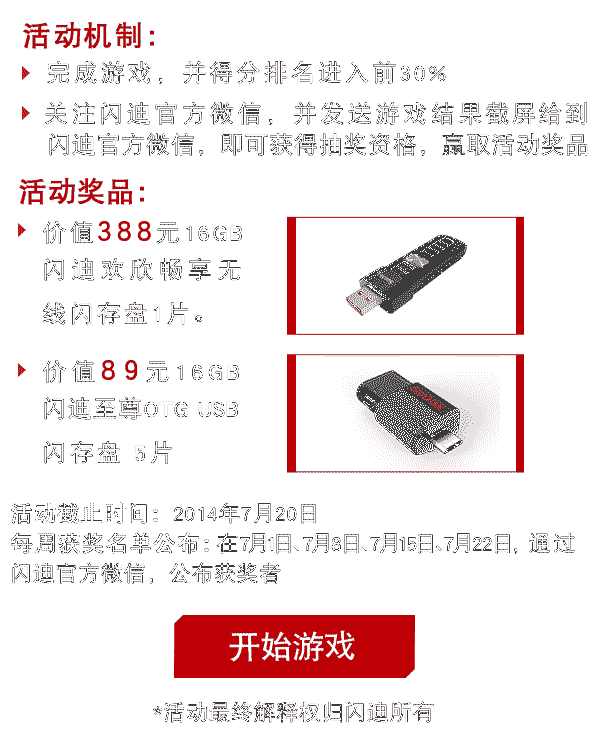 活动机制：
完成游戏，并得分排名进入前30%
关注闪迪官方微信，并发送游戏结果截屏给到
闪迪官方微信，即可获得抽奖资格，赢取活动奖品
活动奖品：
价值388元16GB
闪迪欢欣畅享无
线闪存盘1片。
价值89元16GB
闪迪至尊OTG USB
闪存盘 5片
SanDisk
活动截止时间：2014年7月20日
每周获奖名单公布：在7月1日、7月8日、7月15日、7月22日，通过
闪迪官方微信，公布获奖者
开始游戏
*活动最终解释权归闪迪所有